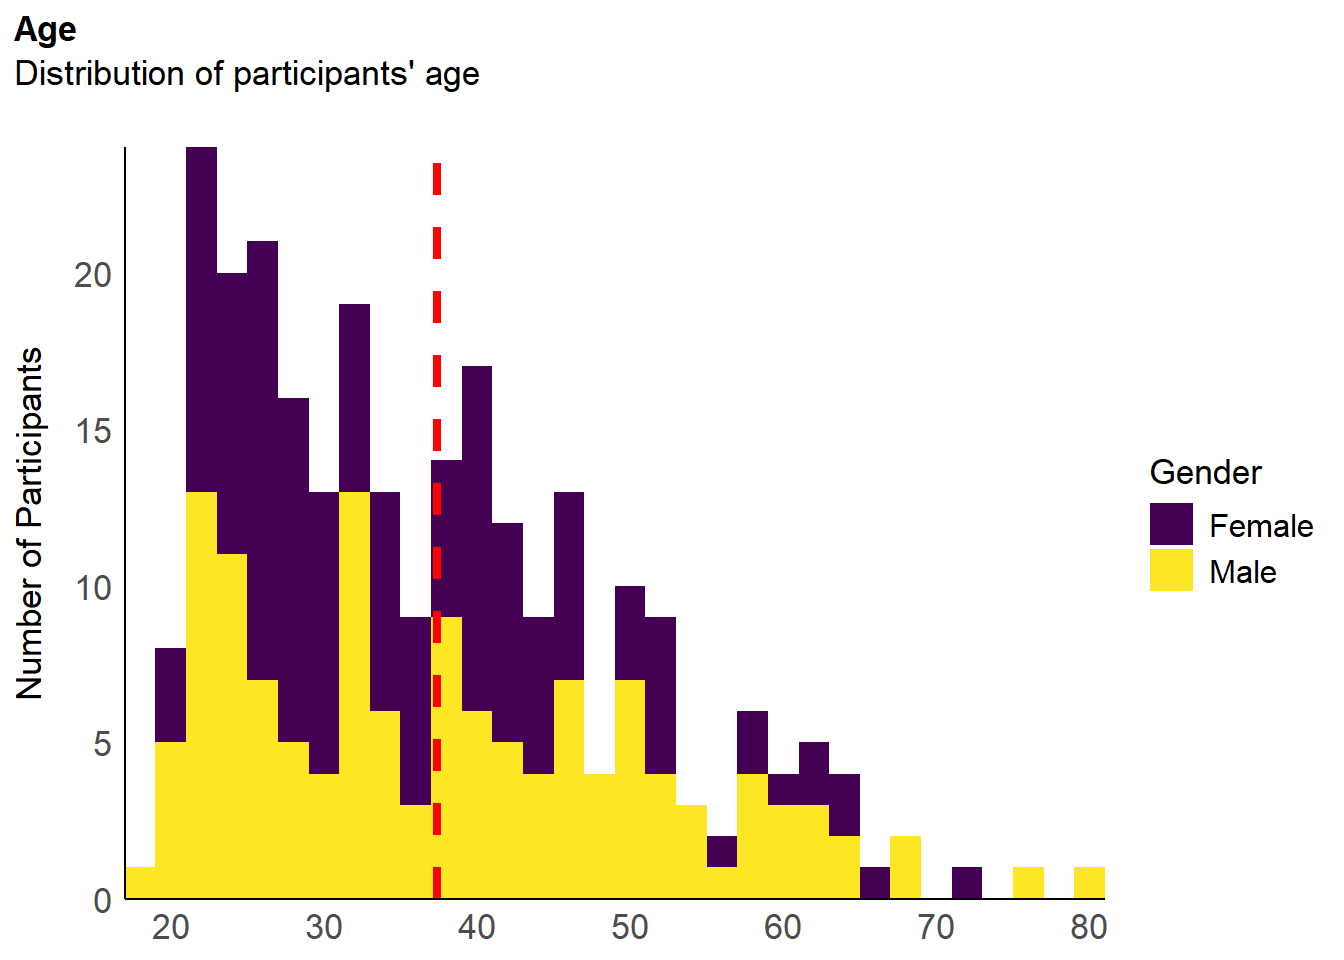 Age
Distribution of participants' age
Number of Participants
20
15
10
5
0
20 30 40 50 60 70 80
Gender
Female
Male